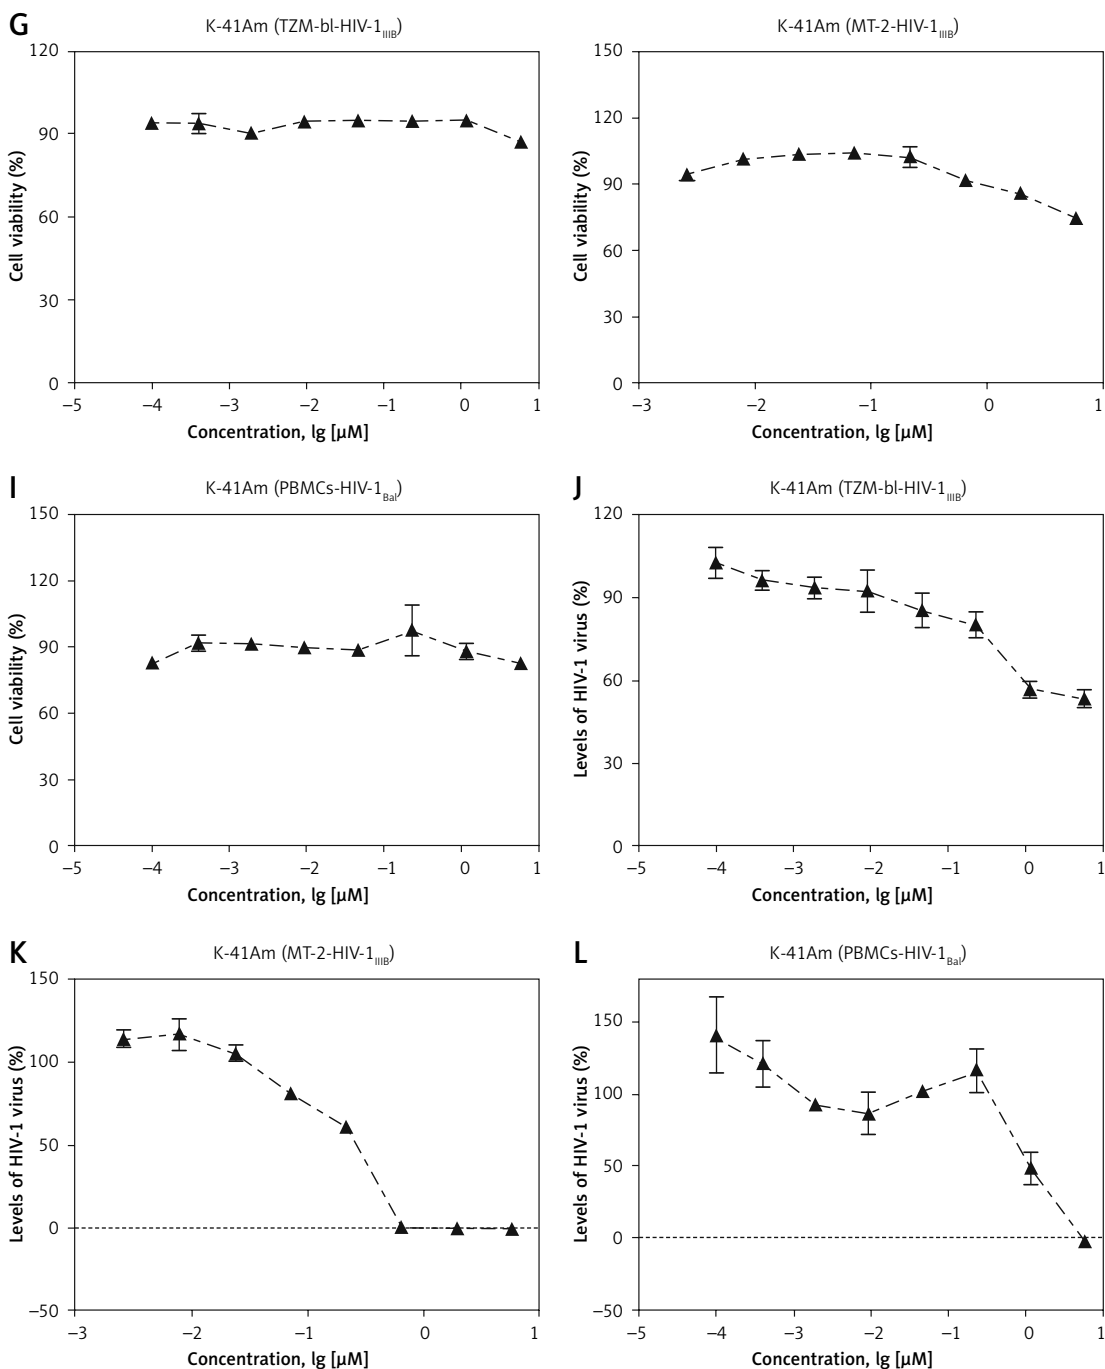 G
K-41Am (TZM-bl-HIV-1IIIB)
Cell viability (%)
120
90
60
30
0
−5 −4 −3 −2 −1 0 1
Concentration, lg [µM]
K-41Am (MT-2-HIV-1IIIB)
Cell viability (%)
150
120
90
60
30
0
−3 −2 −1 0 1
Concentration, lg [µM]
I
K-41Am (PBMCs-HIV-1Bal)
Cell viability (%)
150
120
90
60
30
0
−5 −4 −3 −2 −1 0 1
Concentration, lg [µM]
J
K-41Am (TZM-bl-HIV-1IIIB)
Levels of HIV-1 virus (%)
120
90
60
30
0
−5 −4 −3 −2 −1 0 1
Concentration, lg [µM]
K
K-41Am (MT-2-HIV-1IIIB)
Levels of HIV-1 virus (%)
150
100
50
0
−50
−3 −2 −1 0 1
Concentration, lg [µM]
L
K-41Am (PBMCs-HIV-1Bal)
Levels of HIV-1 virus (%)
150
100
50
0
−50
−5 −4 −3 −2 −1 0 1
Concentration, lg [µM]